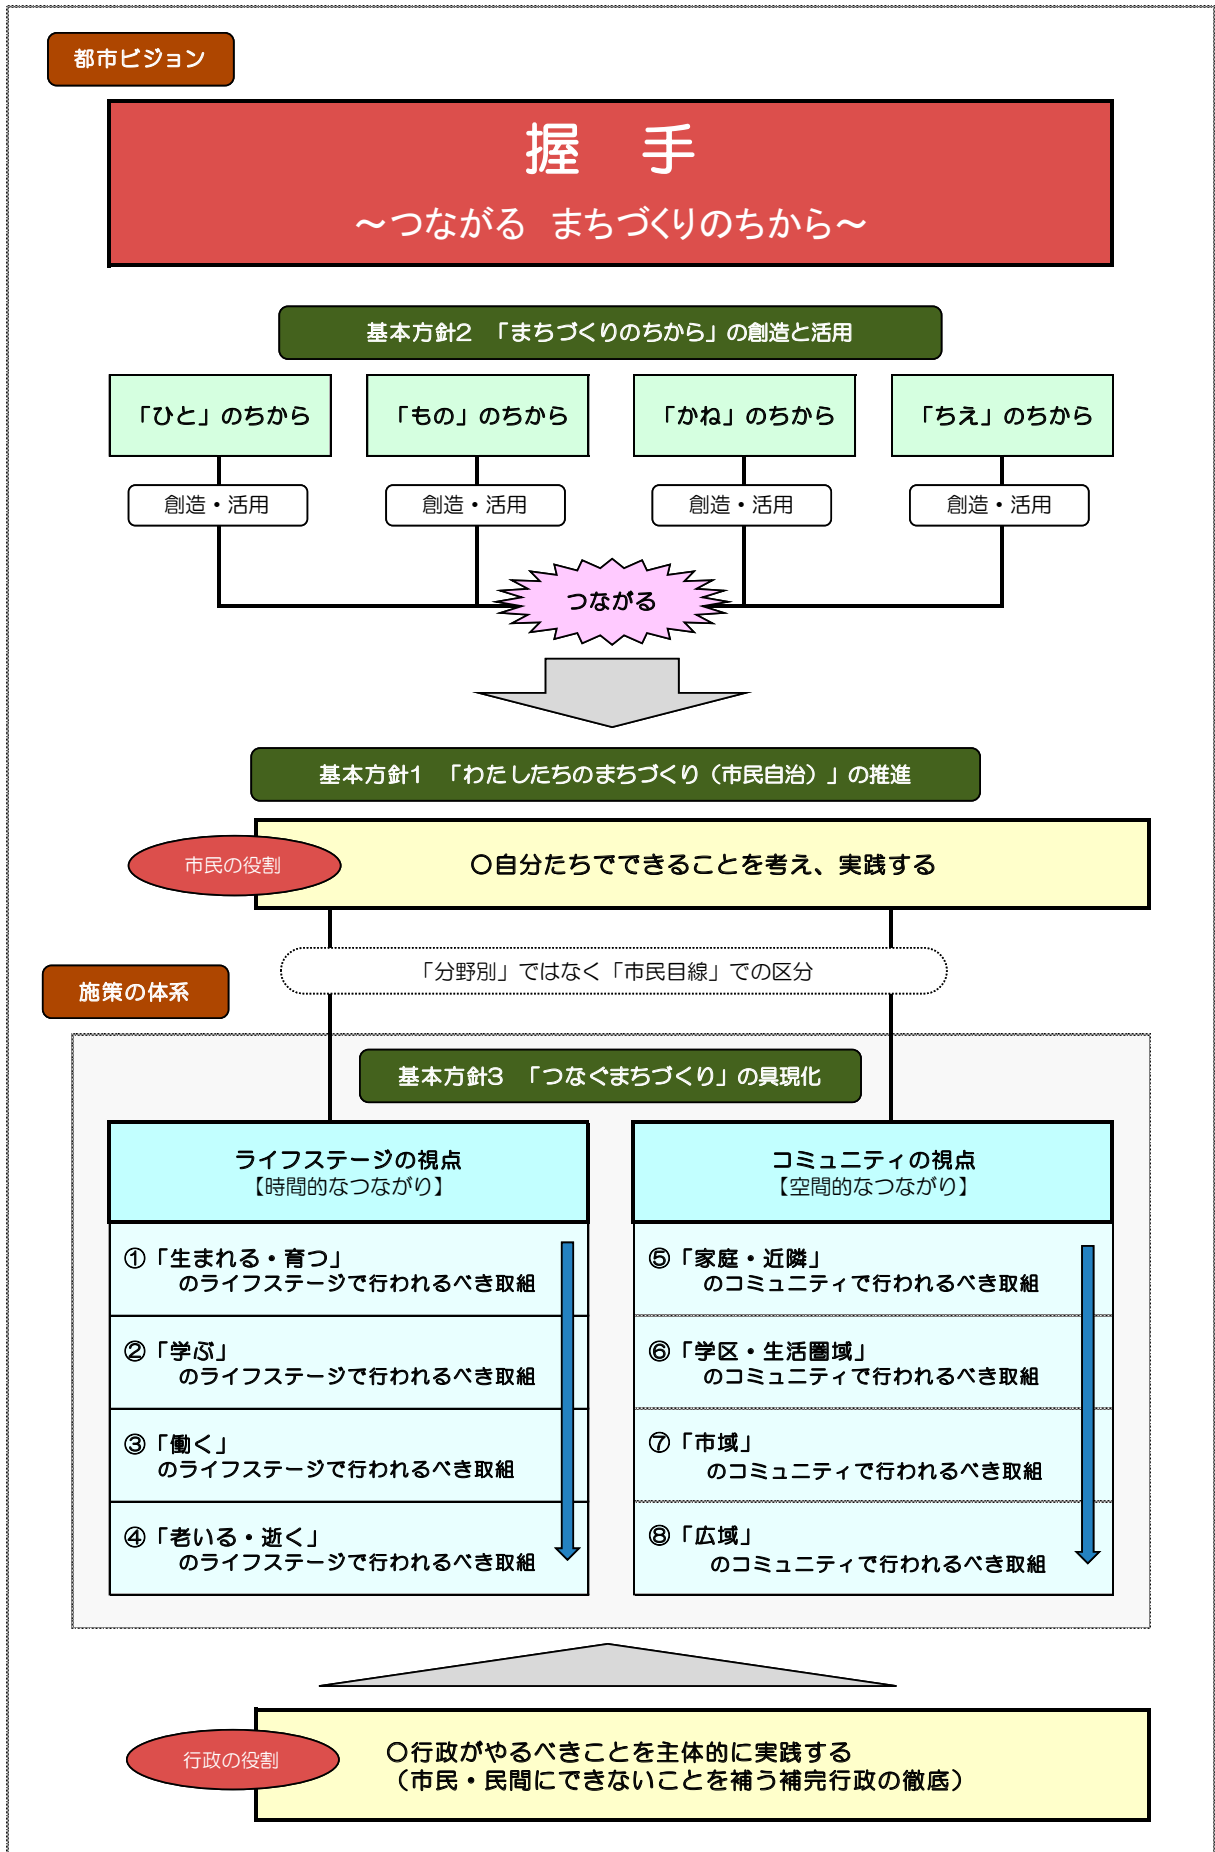 都市ビジョン
握　手
～つながる　まちづくりのちから～
基本方針2　「まちづくりのちから」の創造と活用
「ひと」のちから
「もの」のちから
「かね」のちから
「ちえ」のちから
創造・活用
創造・活用
創造・活用
創造・活用
つながる
基本方針1　「わたしたちのまちづくり（市民自治）」の推進
市民の役割
〇自分たちでできることを考え、実践する
「分野別」ではなく「市民目線」での区分
施策の体系
基本方針3　「つなぐまちづくり」の具現化
ライフステージの視点
【時間的なつながり】
①「生まれる・育つ」
のライフステージで行われるべき取組
②「学ぶ」
のライフステージで行われるべき取組
③「働く」
のライフステージで行われるべき取組
④「老いる・逝く」
のライフステージで行われるべき取組
コミュニティの視点
【空間的なつながり】
⑤「家庭・近隣」
のコミュニティで行われるべき取組
⑥「学区・生活圏域」
のコミュニティで行われるべき取組
⑦「市域」
のコミュニティで行われるべき取組
⑧「広域」
のコミュニティで行われるべき取組
行政の役割
〇行政がやるべきことを主体的に実践する
（市民・民間にできないことを補う補完行政の徹底）